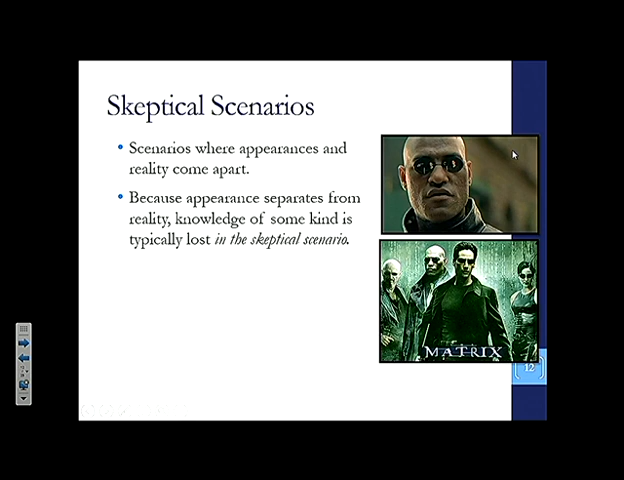 Skeptical Scenarios
• Scenarios where appearances and
reality come apart.
• Because appearance separates from
reality, knowledge of some kind is
typically lost in the skeptical scenario.
MATRIX
12